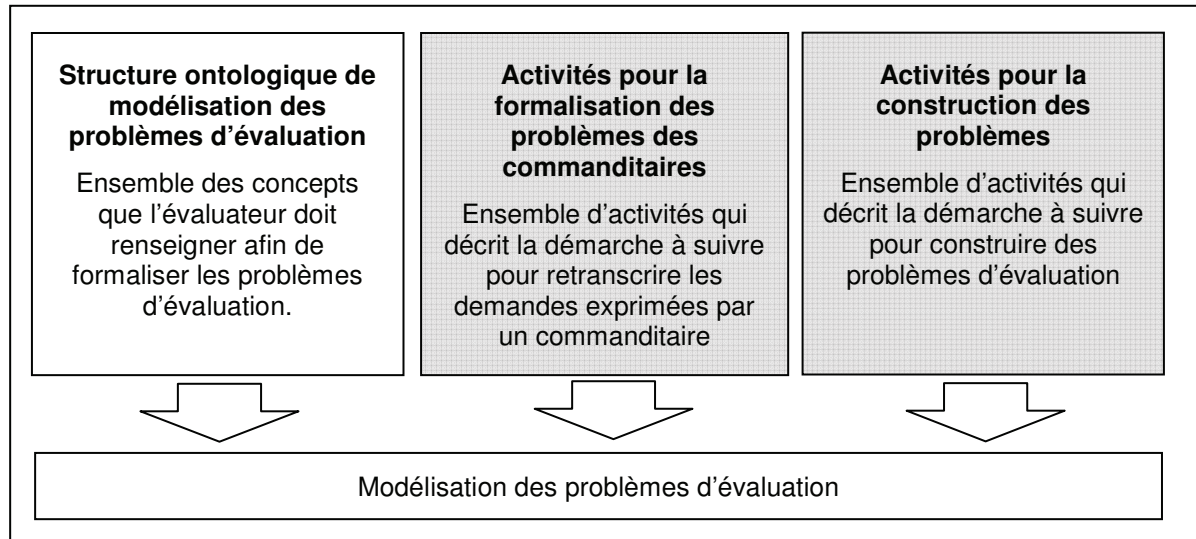 Structure ontologique de
modélisation des
problèmes d'évaluation
Ensemble des concepts
que l'évaluateur doit
renseigner afin de
formaliser les problèmes
d'évaluation.
Activités pour la
formalisation des
problèmes des
commanditaires
Ensemble d'activités qui
décrit la démarche à suivre
pour retranscrire les
demandes exprimées par
un commanditaire
Activités pour la
construction des
problèmes
Ensemble d'activités qui
décrit la démarche à suivre
pour construire des
problèmes d'évaluation
Modélisation des problèmes d'évaluation